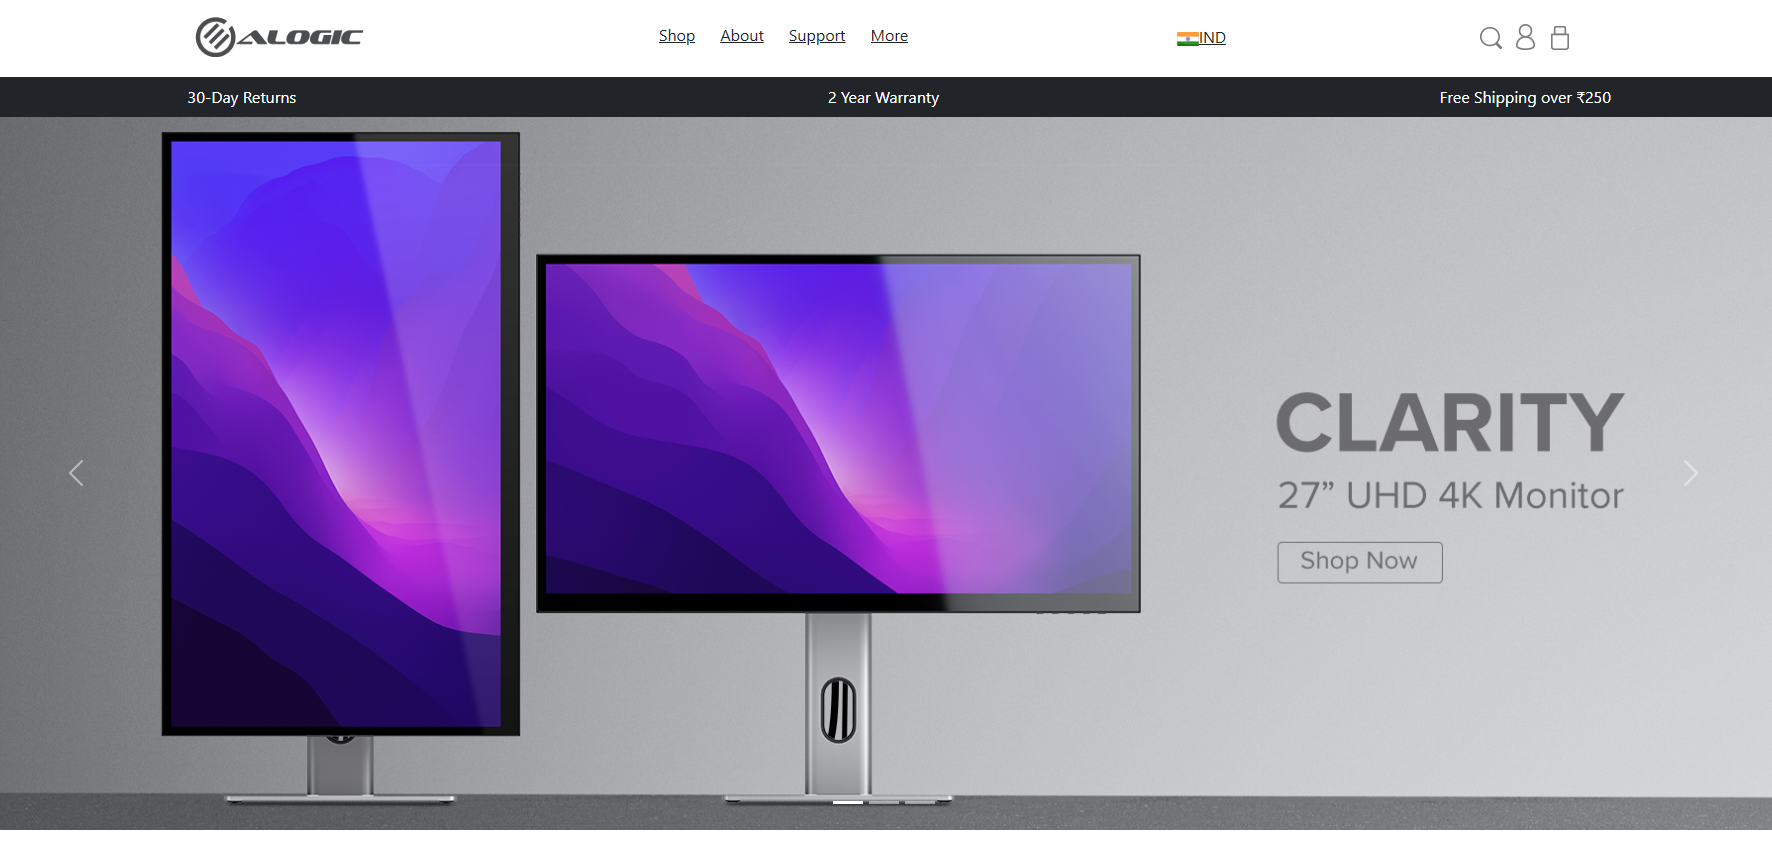 ALOGIC
Shop About Support More
IND
30-Day Returns
2 Year Warranty
Free Shipping over ₹250
CLARITY
27” UHD 4K Monitor
Shop Now